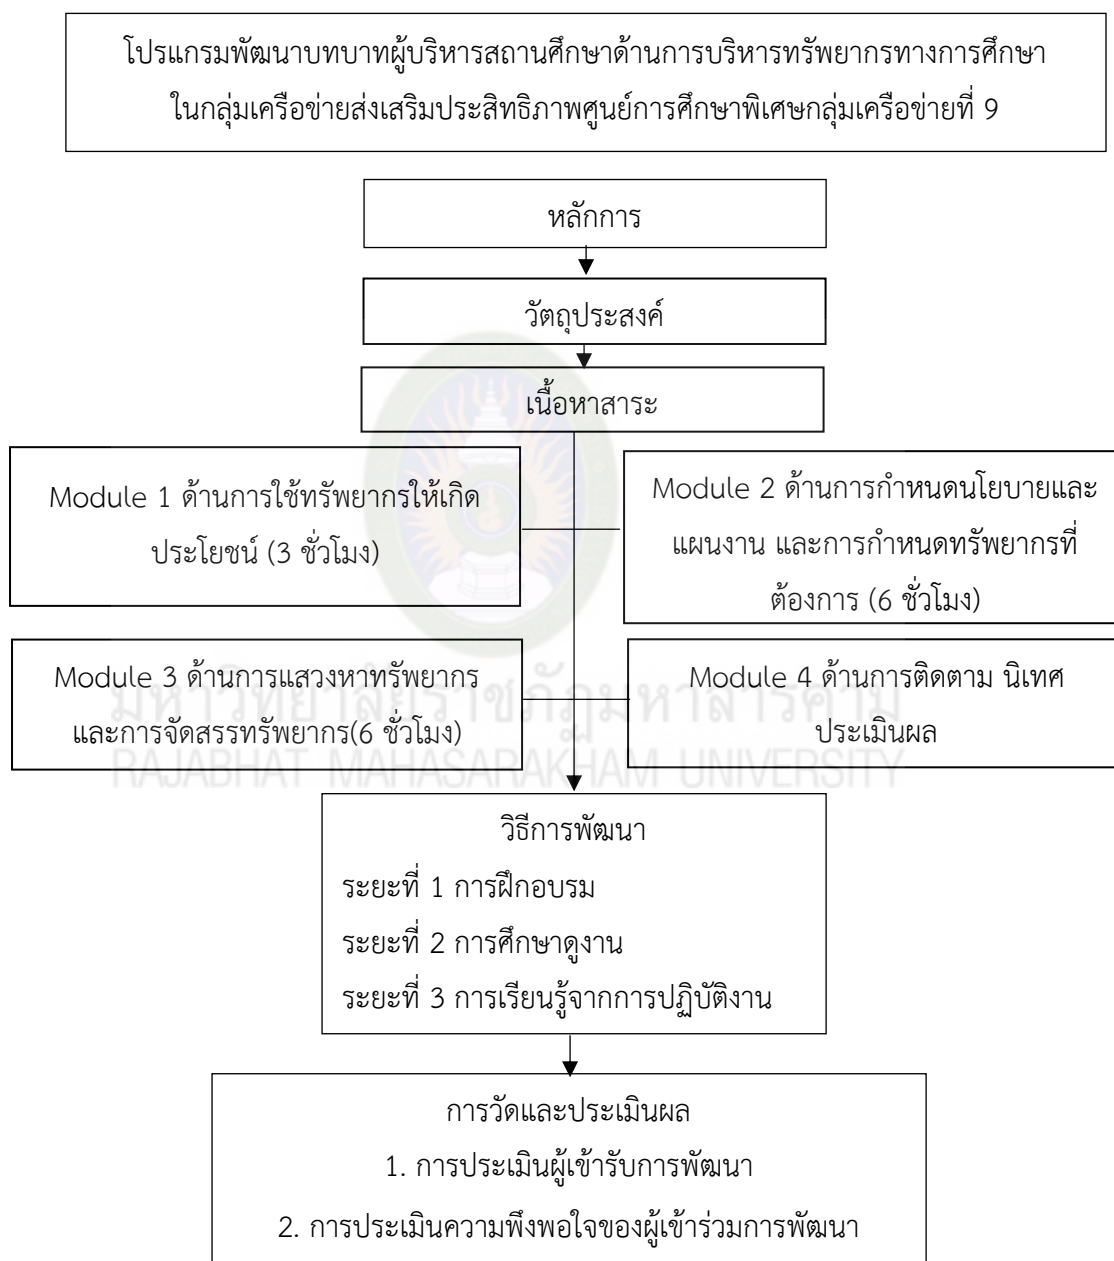 โปรแกรมพัฒนาบทบาทผู้บริหารสถานศึกษาด้านการบริหารทรัพยากรทางการศึกษา
ในกลุ่มเครือข่ายส่งเสริมประสิทธิภาพศูนย์การศึกษาพิเศษกลุ่มเครือข่ายที่ 9
หลักการ
วัตถุประสงค์
เนื้อหาสาระ
Module 1 ด้านการใช้ทรัพยากรให้เกิด
ประโยชน์ (3 ชั่วโมง)
Module 2 ด้านการกำหนดนโยบายและ
แผนงาน และการกำหนดทรัพยากรที่
ต้องการ (6 ชั่วโมง)
Module 3 ด้านการแสวงหาทรัพยากร
และการจัดสรรทรัพยากร(6 ชั่วโมง)
Module 4 ด้านการติดตาม นิเทศ
ประเมินผล
มหาวิทยาลัยราชภัฏมหาสารคาม
RAJABHAT MAHASARAKHAM UNIVERSITY
วิธีการพัฒนา
ระยะที่ 1 การฝึกอบรม
ระยะที่ 2 การศึกษาดูงาน
ระยะที่ 3 การเรียนรู้จากการปฏิบัติงาน
การวัดและประเมินผล
1. การประเมินผู้เข้ารับการพัฒนา
2. การประเมินความพึงพอใจของผู้เข้าร่วมการพัฒนา